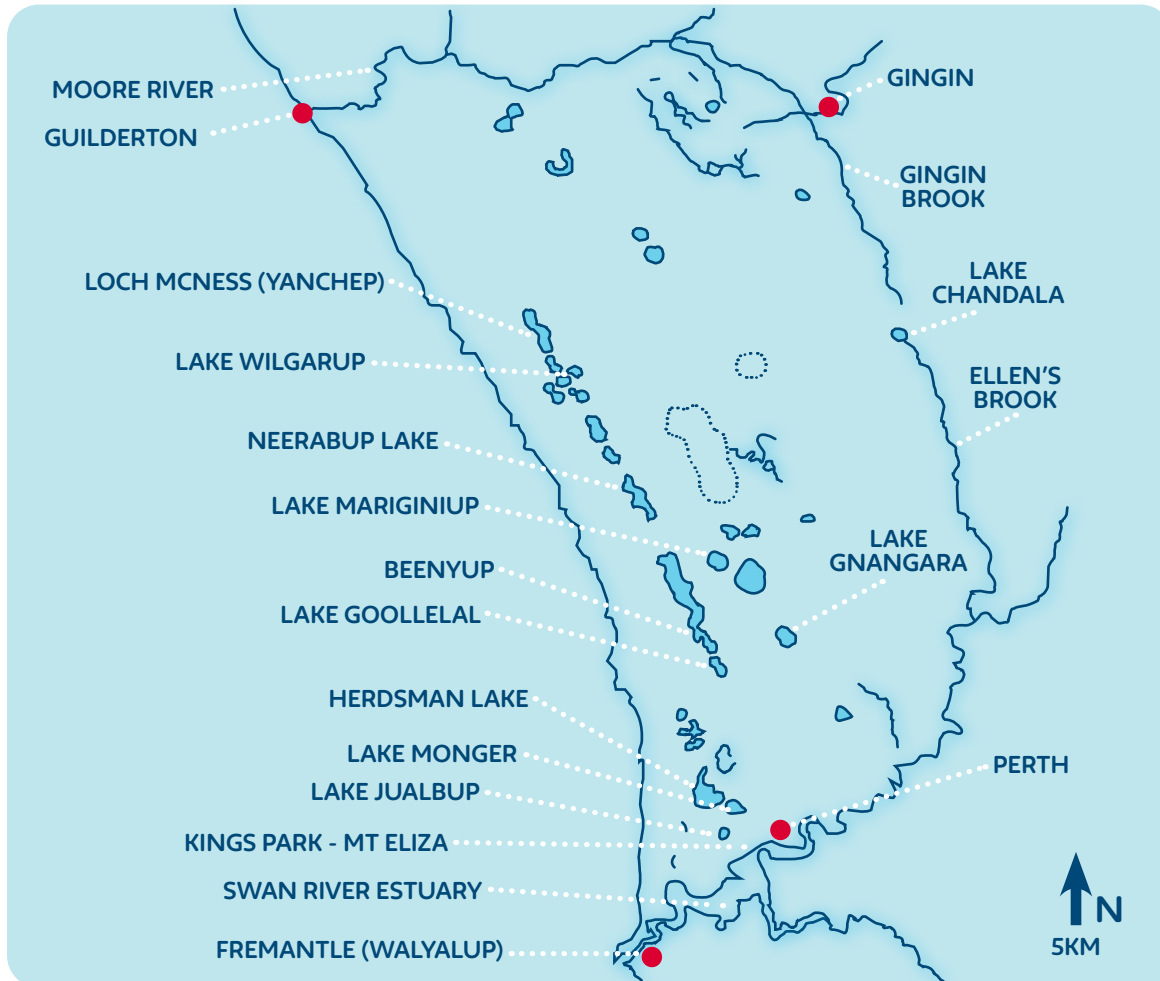 MOORE RIVER
GUILDERTON
GINGIN
GINGIN
BROOK
LOCH MCNESS (YANCHEP)
LAKE
CHANDALA
LAKE WILGARUP
ELLEN'S
BROOK
NEERABUP LAKE
LAKE MARIGINIUP
LAKE
GNANGARA
BEENYUP
LAKE GOOLLELAL
HERDSMAN LAKE
LAKE MONGER
PERTH
LAKE JUALBUP
KINGS PARK - MT ELIZA
SWAN RIVER ESTUARY
FREMANTLE (WALYALUP)
N
5KM